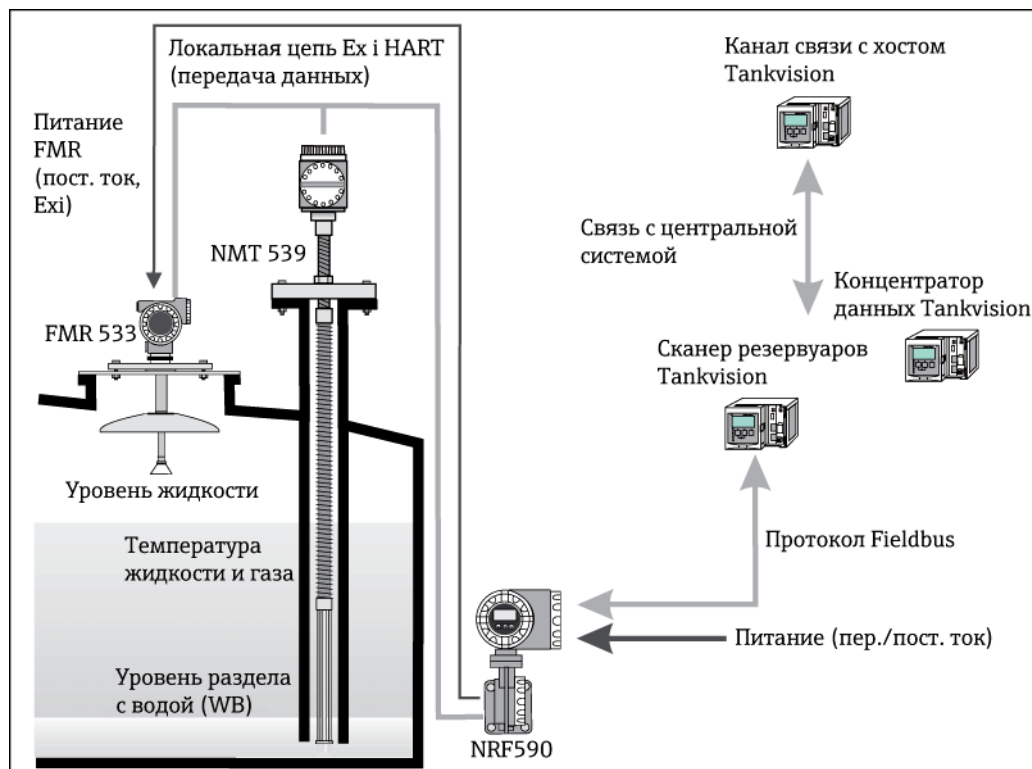 Локальная цепь Ex i HART
(передача данных)
Канал связи с хостом
Tankvision
Питание
FMR
(пост. ток,
Exi)
NMT 539
Связь с центральной
системой
Концентратор
данных Tankvision
FMR 533
Сканер резервуаров
Tankvision
Уровень жидкости
Температура
жидкости и газа
Протокол Fieldbus
Питание (пер./пост. ток)
Уровень раздела
с водой (WB)
NRF590